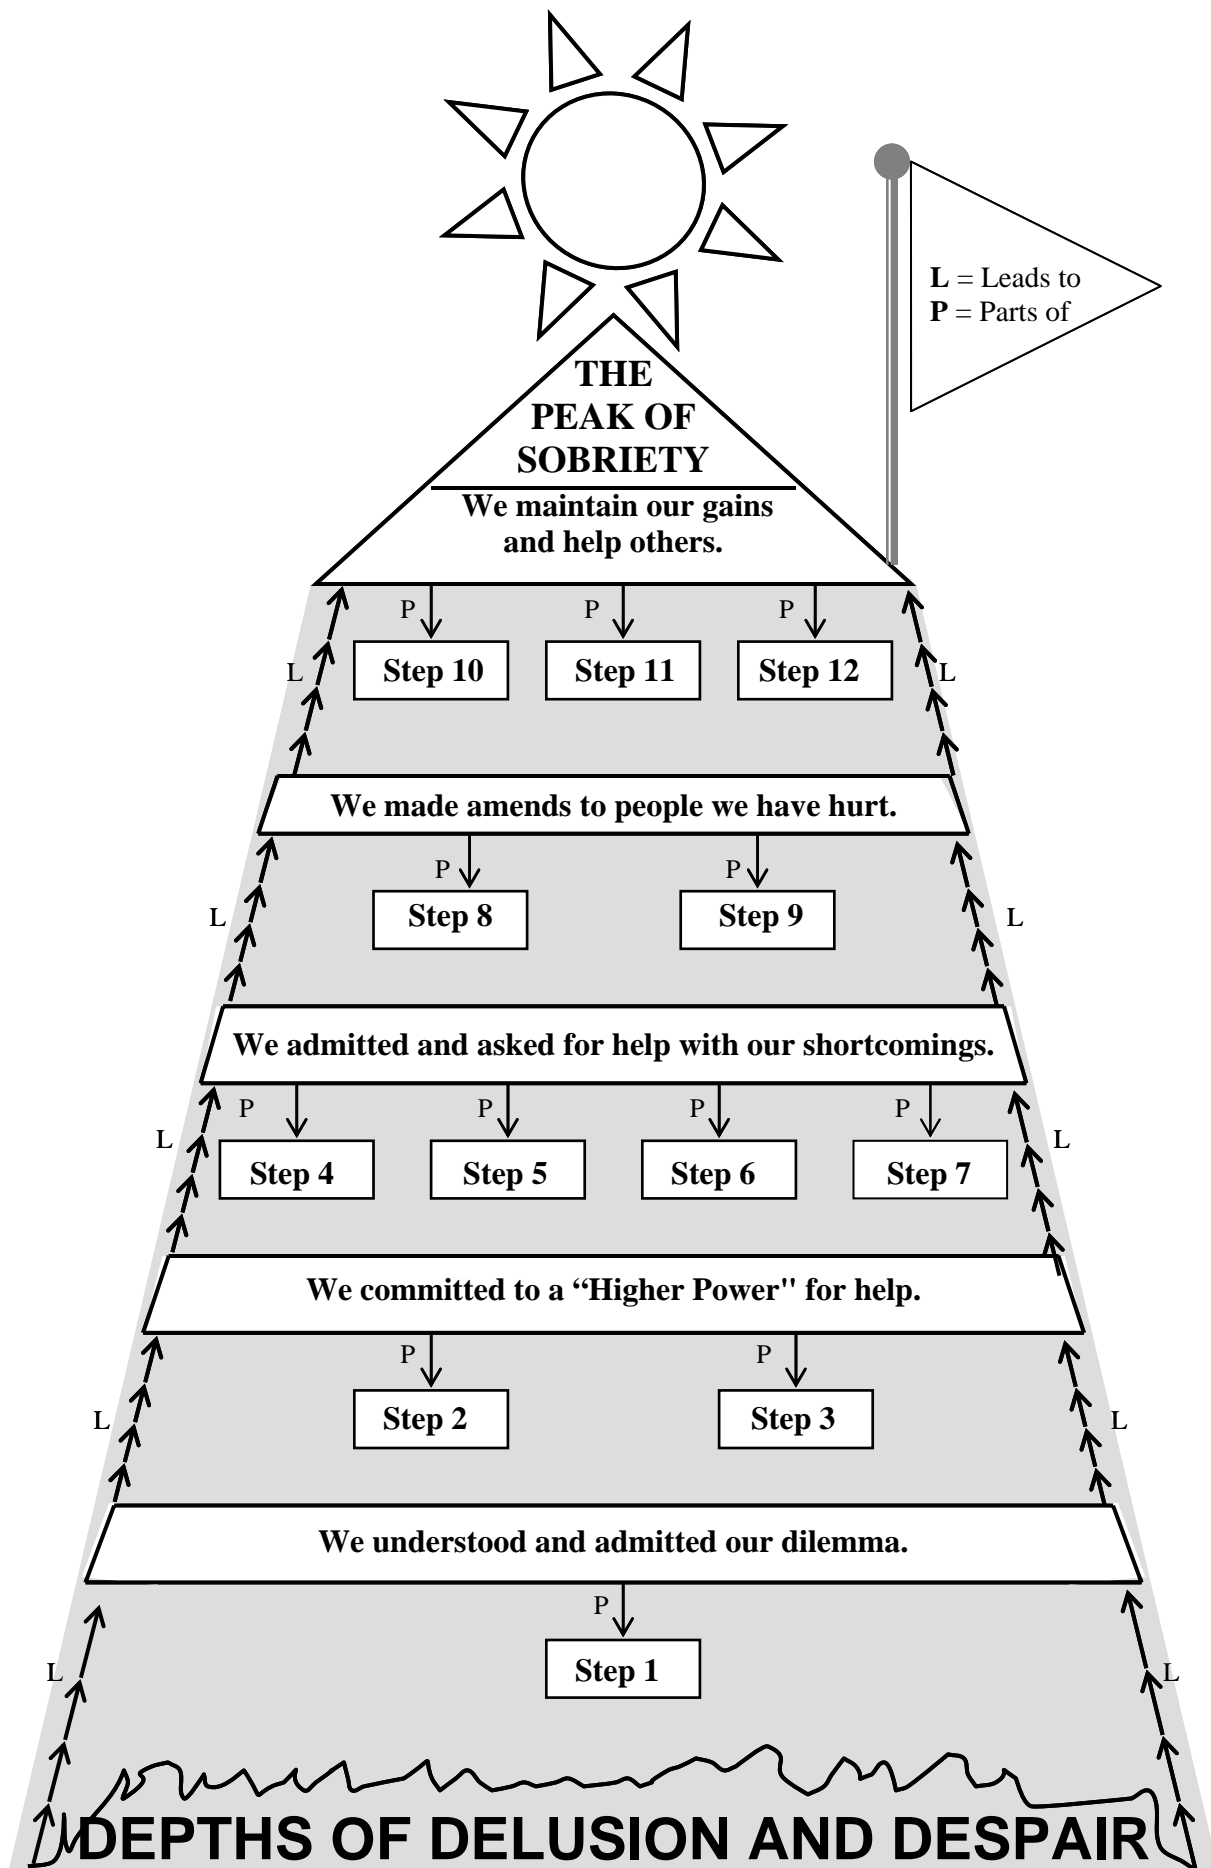 L = Leads to
P = Parts of
THE
PEAK OF
SOBRIETY
We maintain our gains
and help others.
P P P
L Step 10 Step 11 Step 12 L
We made amends to people we have hurt.
P P
L Step 8 Step 9 L
We admitted and asked for help with our shortcomings.
P P P P
L L
Step 4 Step 5 Step 6 Step 7
We committed to a “Higher Power" for help.
P P
L Step 2 Step 3 L
We understood and admitted our dilemma.
P
L Step 1 L
DEPTHS OF DELUSION AND DESPAIR